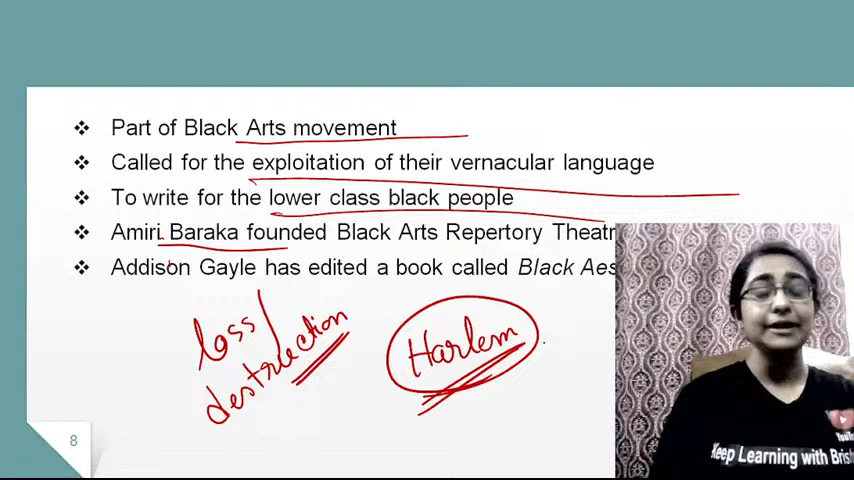 Part of Black Arts movement
Called for the exploitation of their vernacular language
To write for the lower class black people
Amiri Baraka founded Black Arts Repertory Theatr
Addison Gayle has edited a book called Black Aes
loss/
destruction
Harlem
8
YouT
Keep Learning with Bris